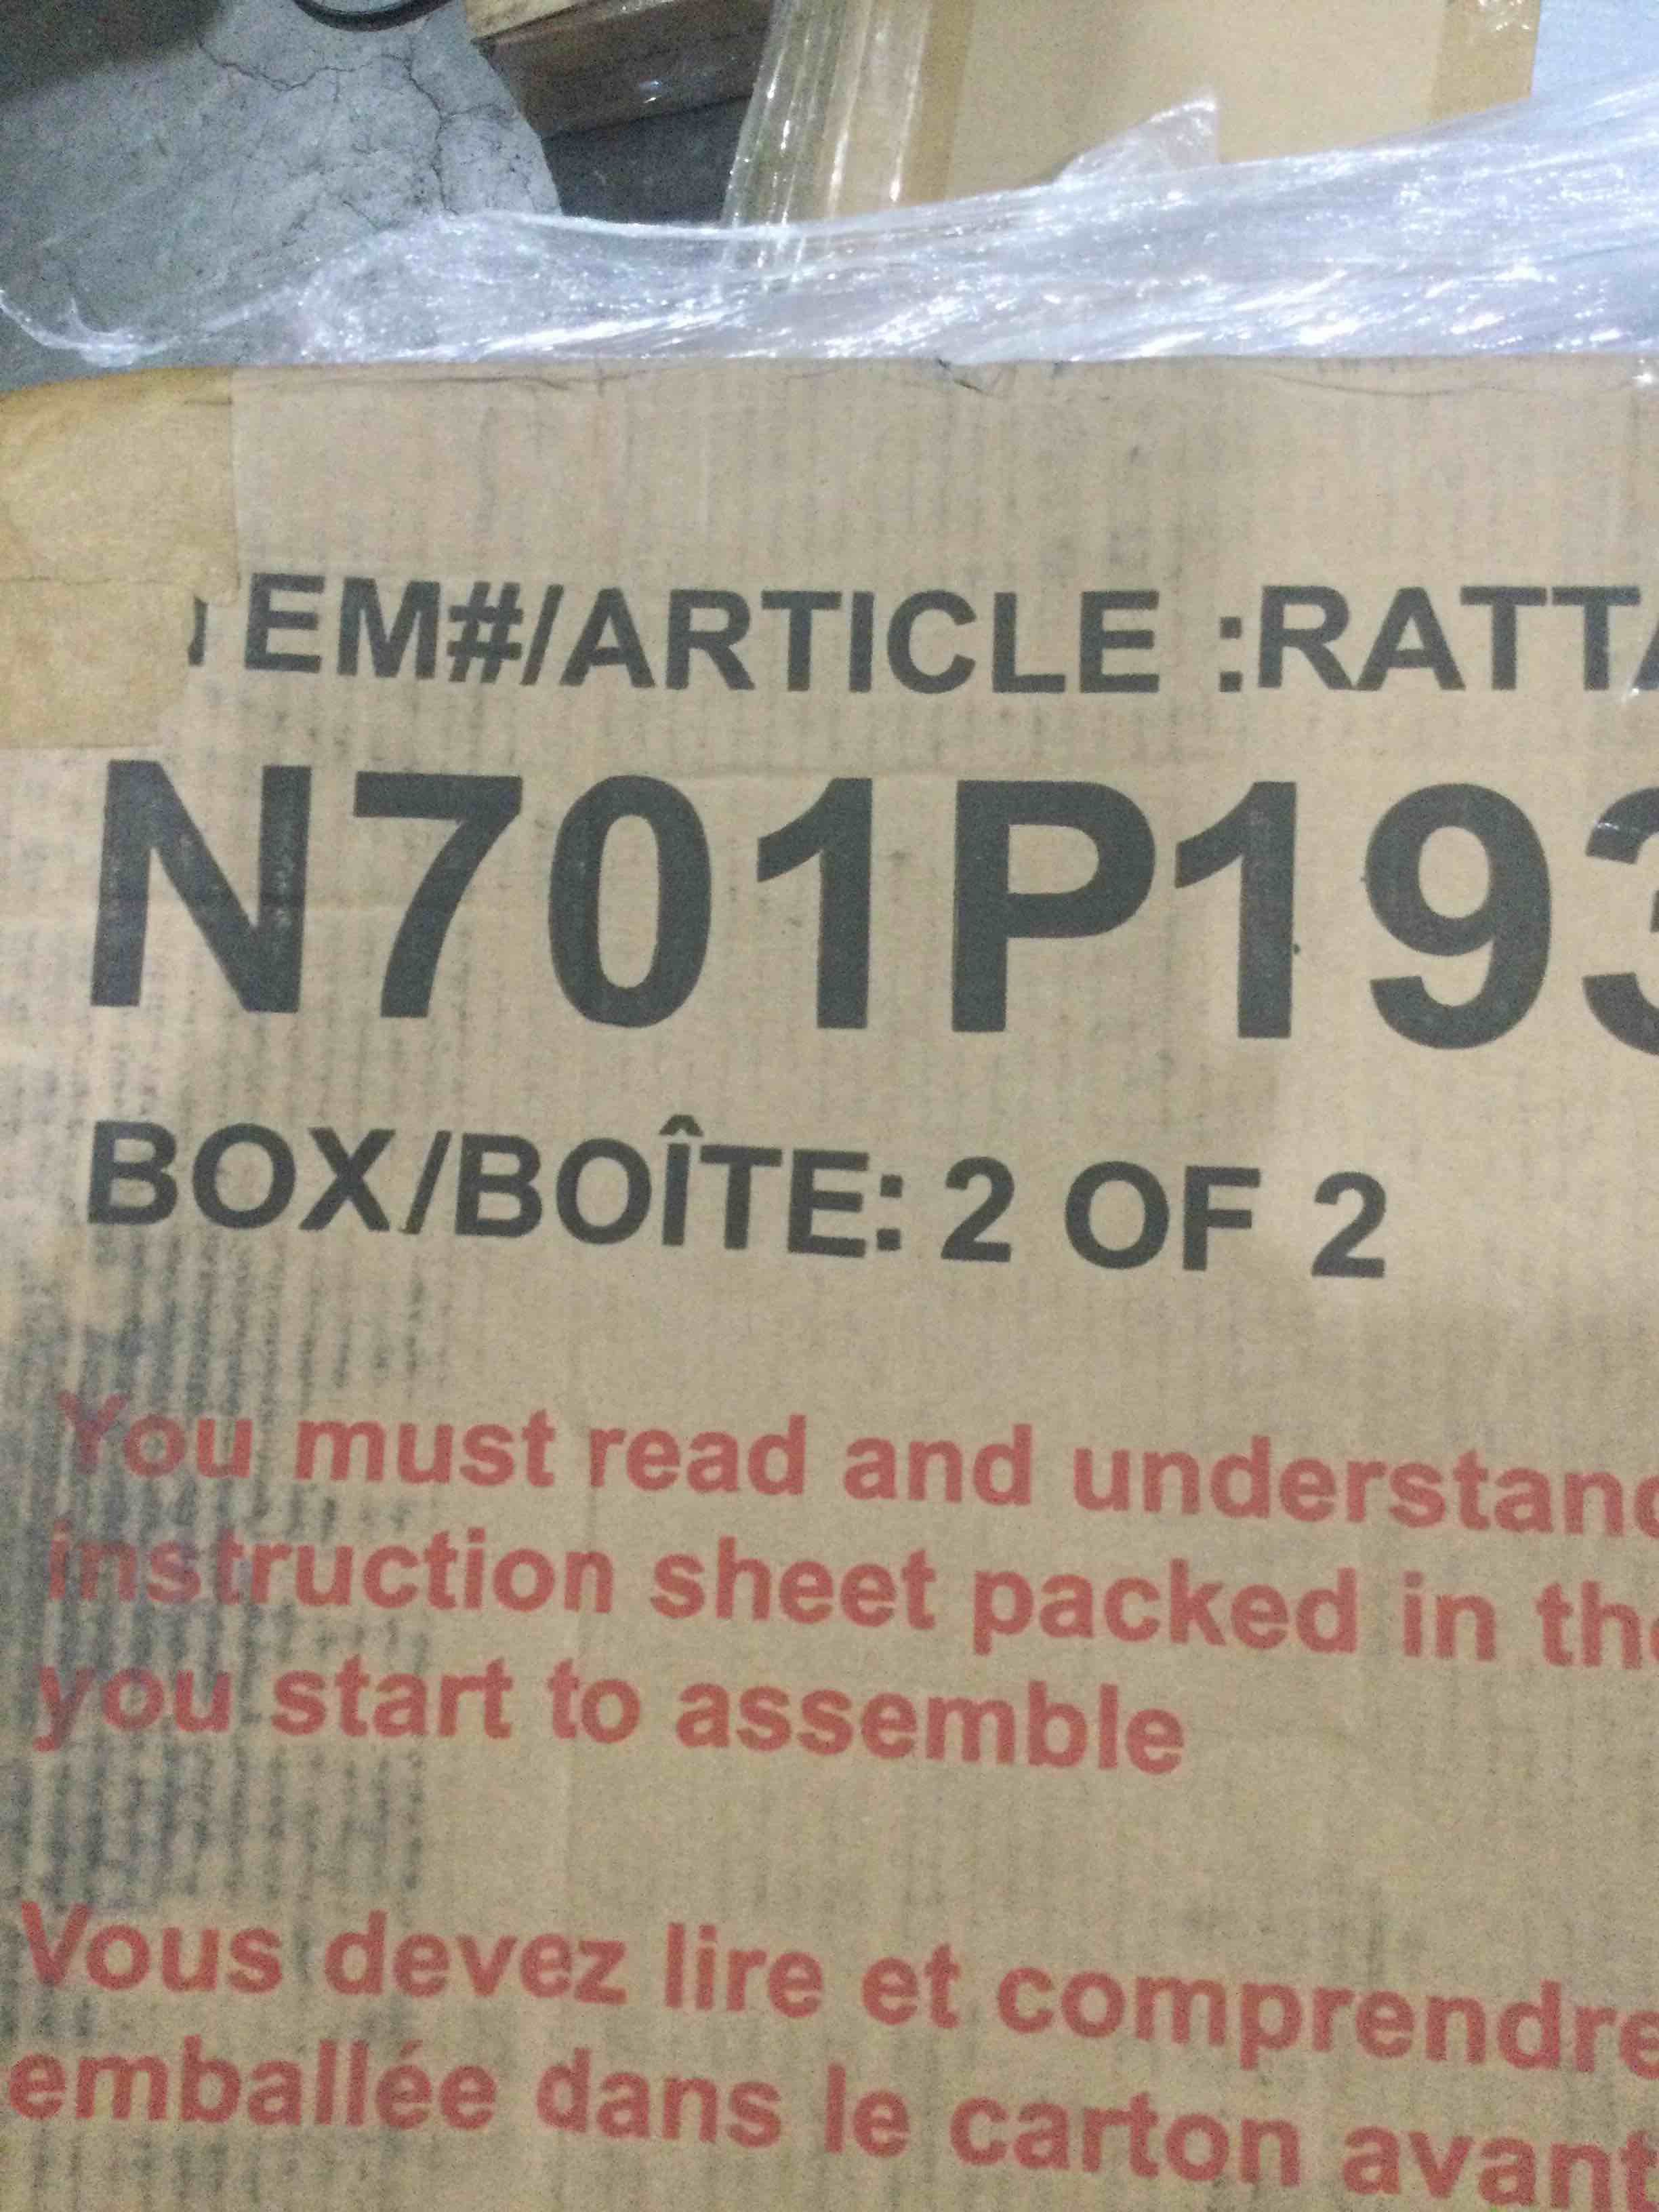 EM#/ARTICLE :RATTA
N701P193
BOX/BOÎTE: 2 OF 2
You must read and understand
instruction sheet packed in the
you start to assemble
Vous devez lire et comprendre
emballée dans le carton avant